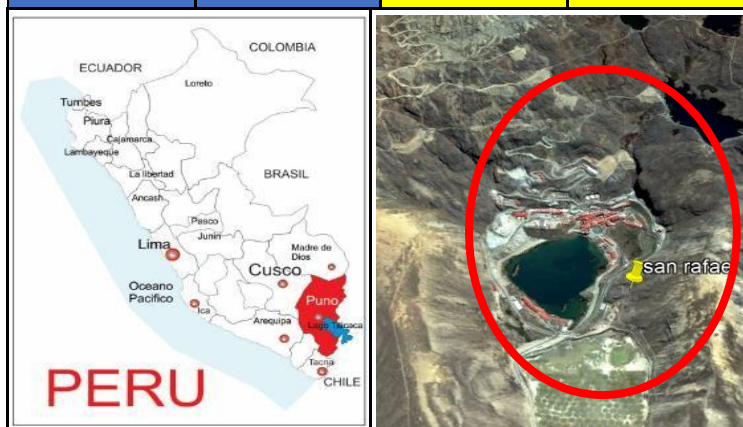 COLOMBIA
ECUADOR
Loreto
Tumbes
Piura
Cajamarca
Lambayeque
La libertad
BRASIL
Ancash
Pasco
Junin
Lima
Madre de
Dios
Cusco
Oceano
Pacifico
Puno
Ica
Arequipa
Lago Titicaca
Tacna
CHILE
PERU
san rafae